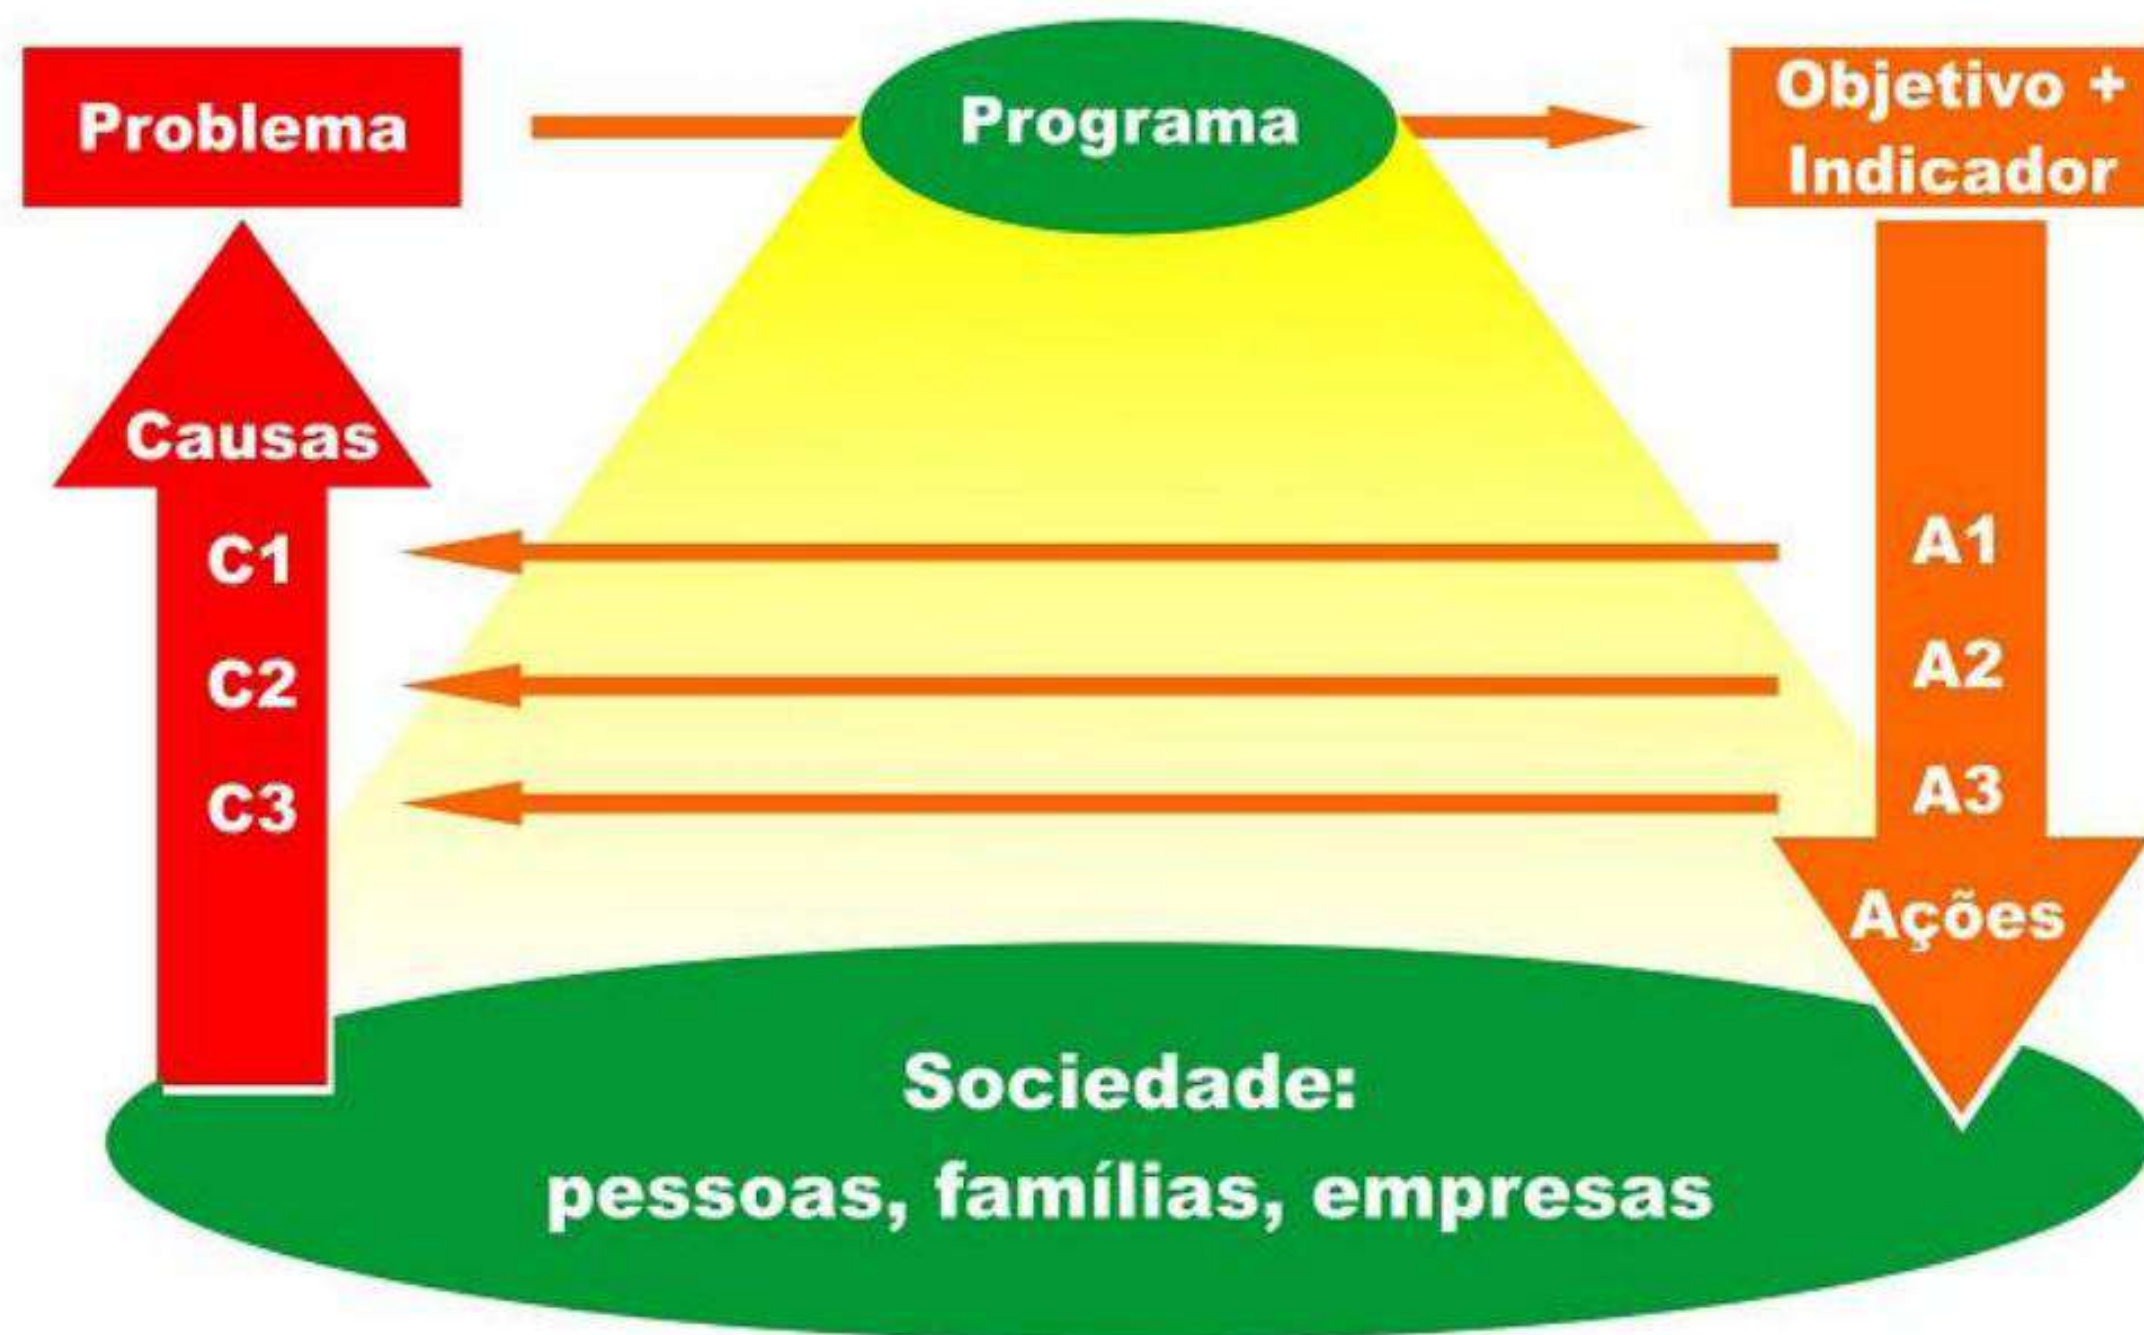 Problema
Programa
Objetivo +
Indicador
Causas
C1
C2
C3
A1
A2
A3
Ações
Sociedade:
pessoas, famílias, empresas